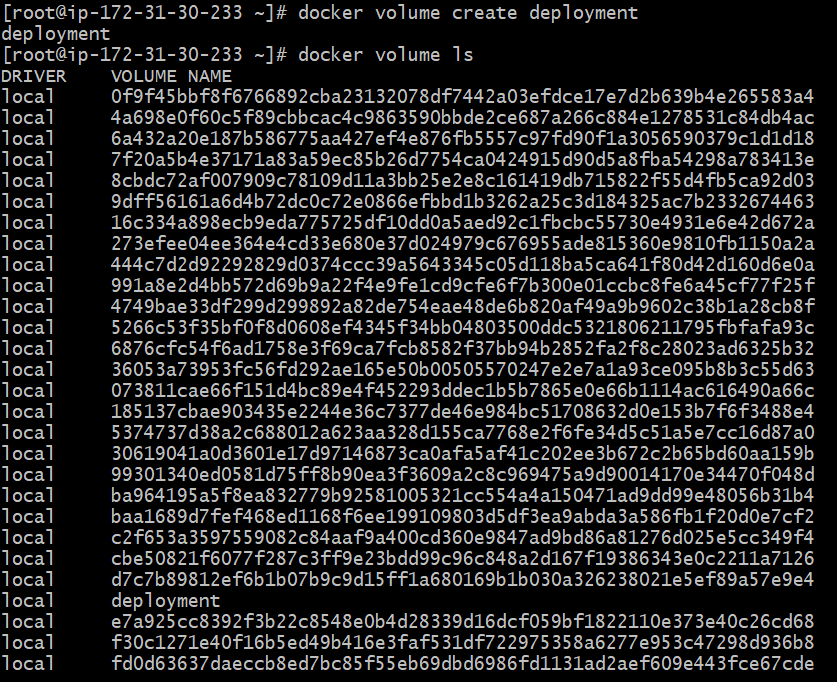 [root@ip-172-31-30-233 ~]# docker volume create deployment
deployment
[root@ip-172-31-30-233 ~]# docker volume ls
DRIVER    VOLUME NAME
local     0f9f45bbf8f6766892cba23132078df7442a03efdce17e7d2b639b4e265583a4
local     4a698e0f60c5f89cbbcac4c9863590bbde2ce687a266c884e1278531c84db4ac
local     6a432a20e187b586775aa427ef4e876fb5557c97fd90f1a3056590379c1d1d18
local     7f20a5b4e37171a83a59ec85b26d7754ca0424915d90d5a8fba54298a783413e
local     8cbdc72af007909c78109d11a3bb25e2e8c161419db715822f55d4fb5ca92d03
local     9dff56161a6d4b72dc0c72e0866efbbd1b3262a25c3d184325ac7b2332674463
local     16c334a898ecb9eda775725df10dd0a5aed92c1fbcbc55730e4931e6e42d672a
local     273efee04ee364e4cd33e680e37d024979c676955ade815360e9810fb1150a2a
local     444c7d2d92292829d0374ccc39a5643345c05d118ba5ca641f80d42d160d6e0a
local     991a8e2d4bb572d69b9a22f4e9fe1cd9cfe6f7b300e01ccbc8fe6a45cf77f25f
local     4749bae33df299d299892a82de754eae48de6b820af49a9b9602c38b1a28cb8f
local     5266c53f35bf0f8d0608ef4345f34bb04803500ddc5321806211795fbfafa93c
local     6876cfc54f6ad1758e3f69ca7fcb8582f37bb94b2852fa2f8c28023ad6325b32
local     36053a73953fc56fd292ae165e50b00505570247e2e7a1a93ce095b8b3c55d63
local     073811cae66f151d4bc89e4f452293ddec1b5b7865e0e66b1114ac616490a66c
local     185137cbae903435e2244e36c7377de46e984bc51708632d0e153b7f6f3488e4
local     5374737d38a2c688012a623aa328d155ca7768e2f6fe34d5c51a5e7cc16d87a0
local     30619041a0d3601e17d97146873ca0afa5af41c202ee3b672c2b65bd60aa159b
local     99301340ed0581d75ff8b90ea3f3609a2c8c969475a9d90014170e34470f048d
local     ba964195a5f8ea832779b92581005321cc554a4a150471ad9dd99e48056b31b4
local     baa1689d7fef468ed1168f6ee199109803d5df3ea9abda3a586fb1f20d0e7cf2
local     c2f653a3597559082c84aaf9a400cd360e9847ad9bd86a81276d025e5cc349f4
local     cbe50821f6077f287c3ff9e23bdd99c96c848a2d167f19386343e0c2211a7126
local     d7c7b89812ef6b1b07b9c9d15ff1a680169b1b030a326238021e5ef89a57e9e4
local     deployment
local     e7a925cc8392f3b22c8548e0b4d28339d16dcf059bf1822110e373e40c26cd68
local     f30c1271e40f16b5ed49b416e3faf531df722975358a6277e953c47298d936b8
local     fd0d63637daeccb8ed7bc85f55eb69dbd6986fd1131ad2aef609e443fce67cde